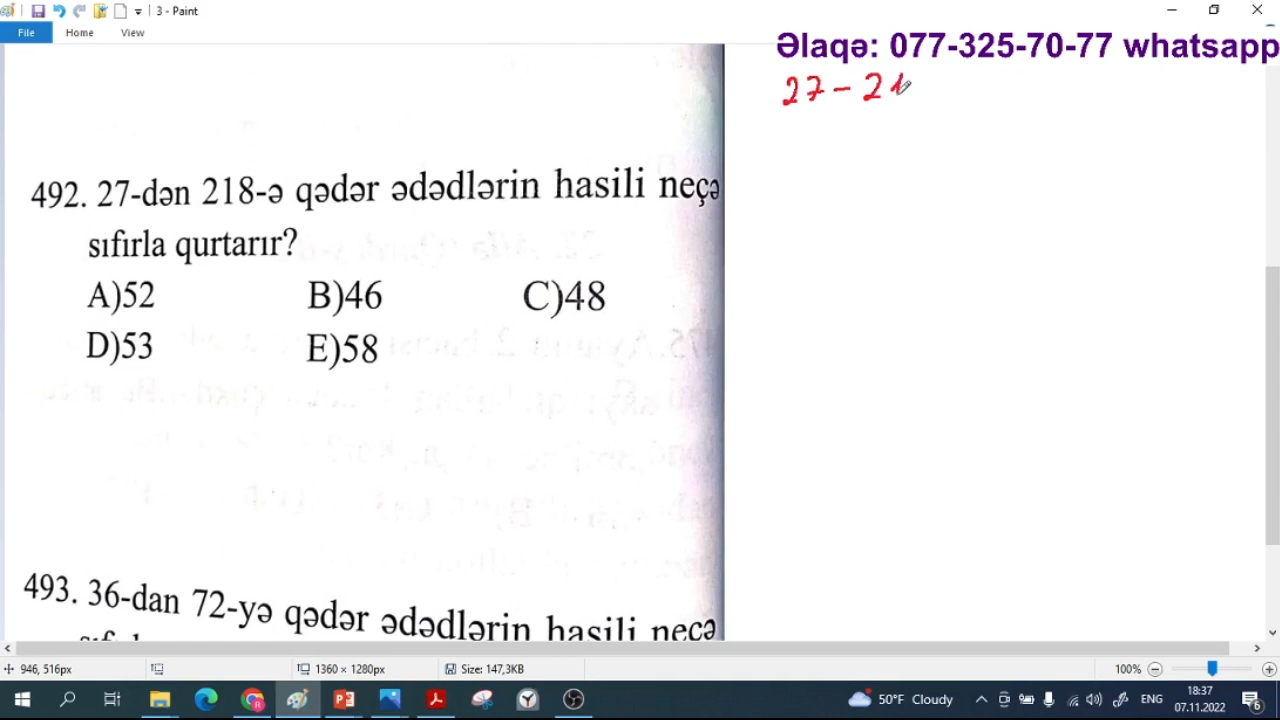 3 - Paint
File Home View
Əlaqə: 077-325-70-77 whatsapp
27 - 21
492. 27-dən 218-ə qədər ədədlərin hasili neçə
sıfırla qurtarır?
A)52 B)46 C)48
D)53 E)58
493. 36-dan 72-yə qədər ədədlərin hasili neçə
946, 516px 1360 × 1280px Size: 147,3KB 100%
50°F Cloudy ENG 18:37
07.11.2022 6